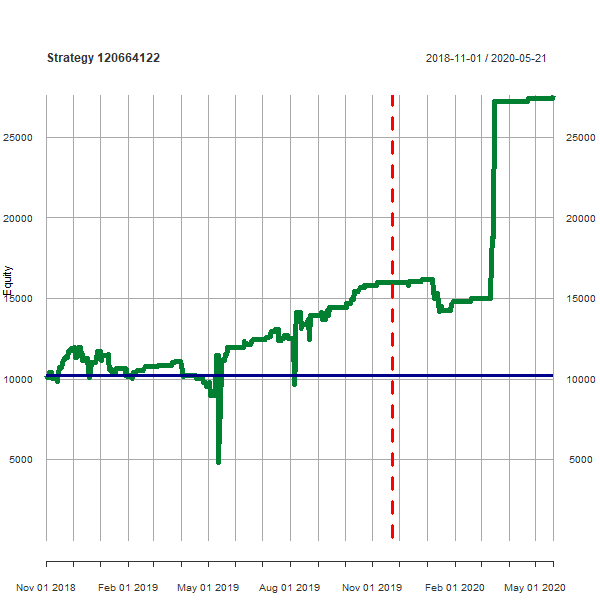 Strategy 120664122
2018-11-01 / 2020-05-21
Equity
25000
25000
20000
20000
15000
15000
10000
10000
5000
5000
Nov 01 2018
Feb 01 2019
May 01 2019
Aug 01 2019
Nov 01 2019
Feb 01 2020
May 01 2020